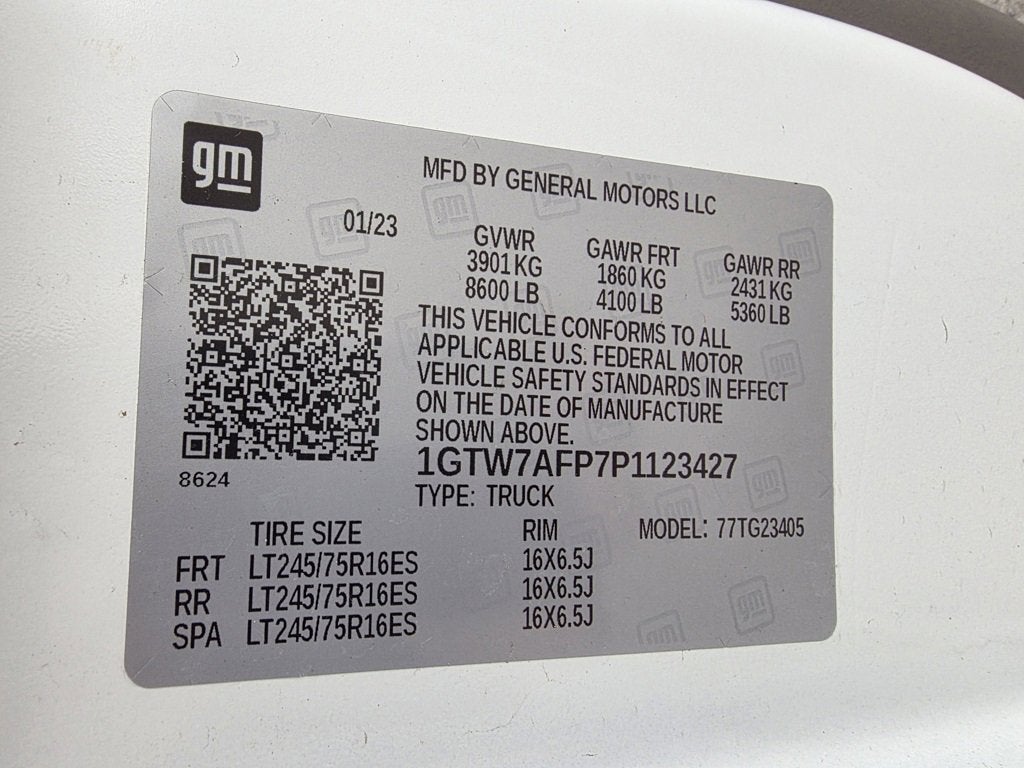 gm
MFD BY GENERAL MOTORS LLC
01/23
GVWR GAWR FRT GAWR RR
3901 KG 1860 KG 2431 KG
8600 LB 4100 LB 5360 LB
THIS VEHICLE CONFORMS TO ALL
APPLICABLE U.S. FEDERAL MOTOR
VEHICLE SAFETY STANDARDS IN EFFECT
ON THE DATE OF MANUFACTURE
SHOWN ABOVE.
8624
1GTW7AFP7P1123427
TYPE: TRUCK
TIRE SIZE RIM MODEL: 77TG23405
FRT LT245/75R16ES 16X6.5J
RR LT245/75R16ES 16X6.5J
SPA LT245/75R16ES 16X6.5J